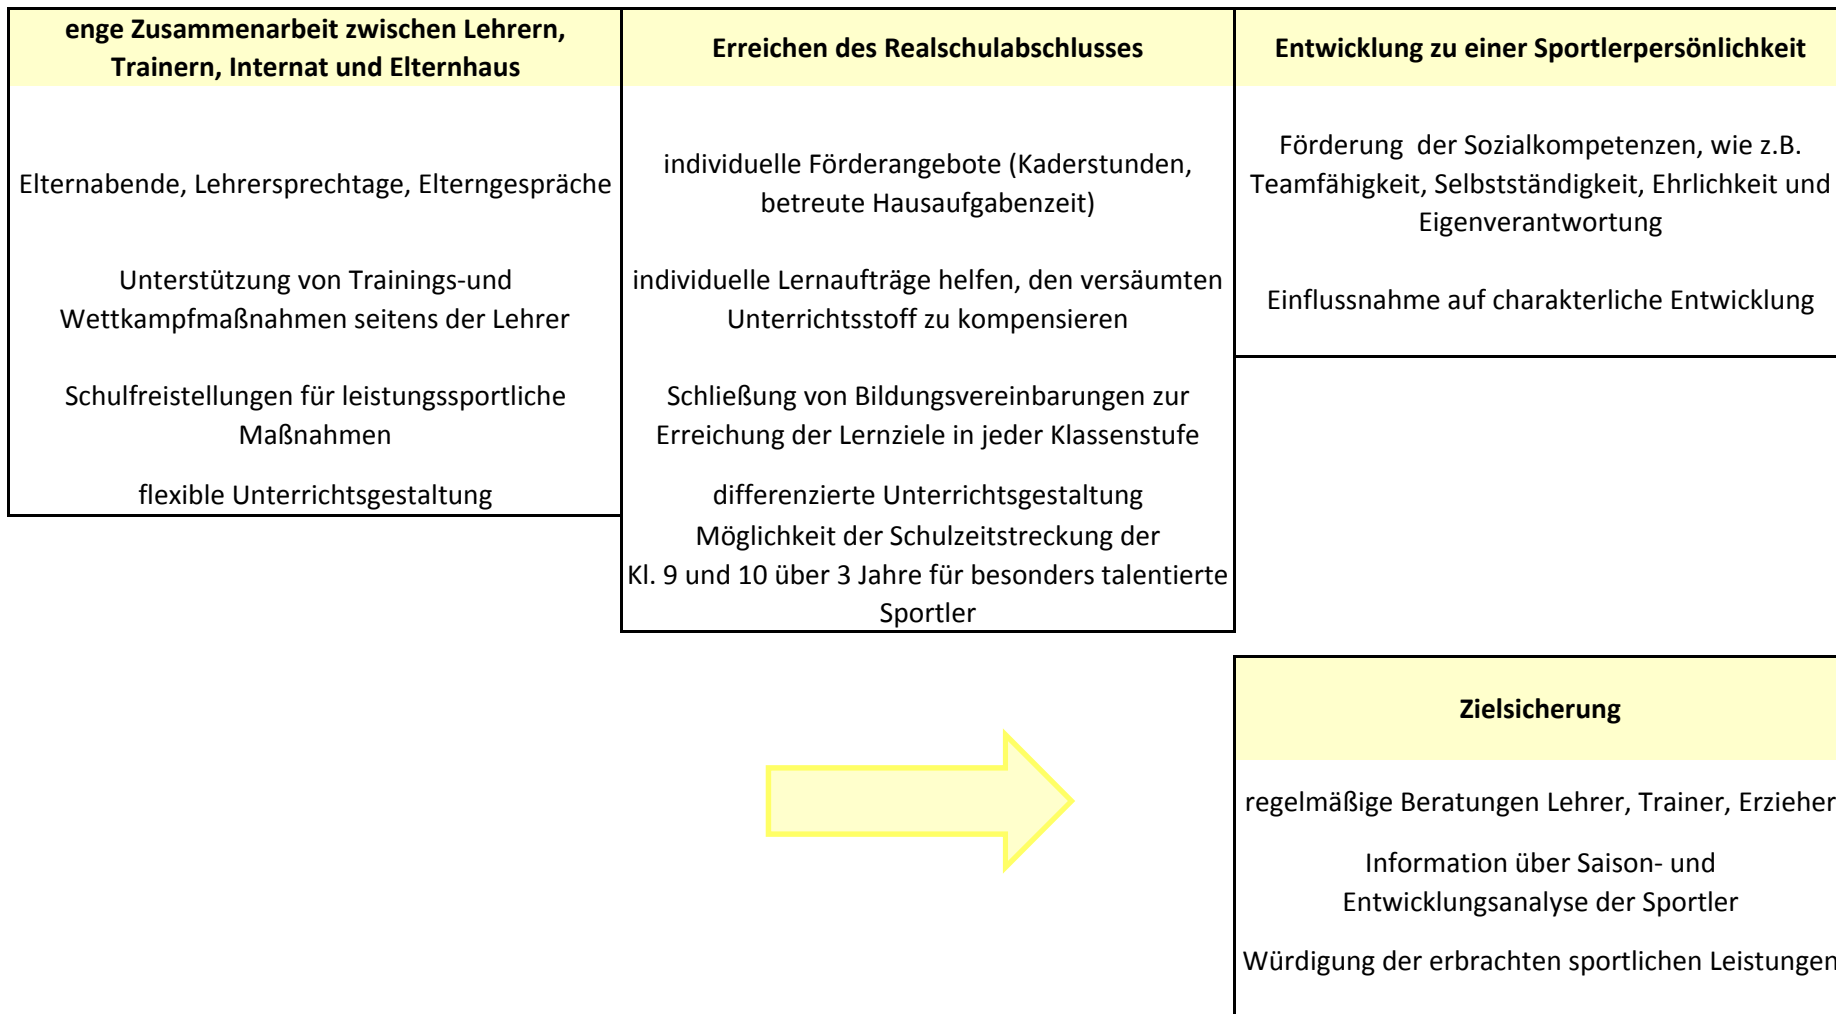 enge Zusammenarbeit zwischen Lehrern,
Trainern, Internat und Elternhaus
Elternabende, Lehrersprechtage, Elterngespräche
Unterstützung von Trainings-und
Wettkampfmaßnahmen seitens der Lehrer
Schulfreistellungen für leistungssportliche
Maßnahmen
flexible Unterrichtsgestaltung
Erreichen des Realschulabschlusses
individuelle Förderangebote (Kaderstunden,
betreute Hausaufgabenzeit)
individuelle Lernaufträge helfen, den versäumten
Unterrichtsstoff zu kompensieren
Schließung von Bildungsvereinbarungen zur
Erreichung der Lernziele in jeder Klassenstufe
differenzierte Unterrichtsgestaltung
Möglichkeit der Schulzeitstreckung der
Kl. 9 und 10 über 3 Jahre für besonders talentierte
Sportler
Entwicklung zu einer Sportlerpersönlichkeit
Förderung  der Sozialkompetenzen, wie z.B.
Teamfähigkeit, Selbstständigkeit, Ehrlichkeit und
Eigenverantwortung
Einflussnahme auf charakterliche Entwicklung
Zielsicherung
regelmäßige Beratungen Lehrer, Trainer, Erzieher
Information über Saison- und
Entwicklungsanalyse der Sportler
Würdigung der erbrachten sportlichen Leistungen